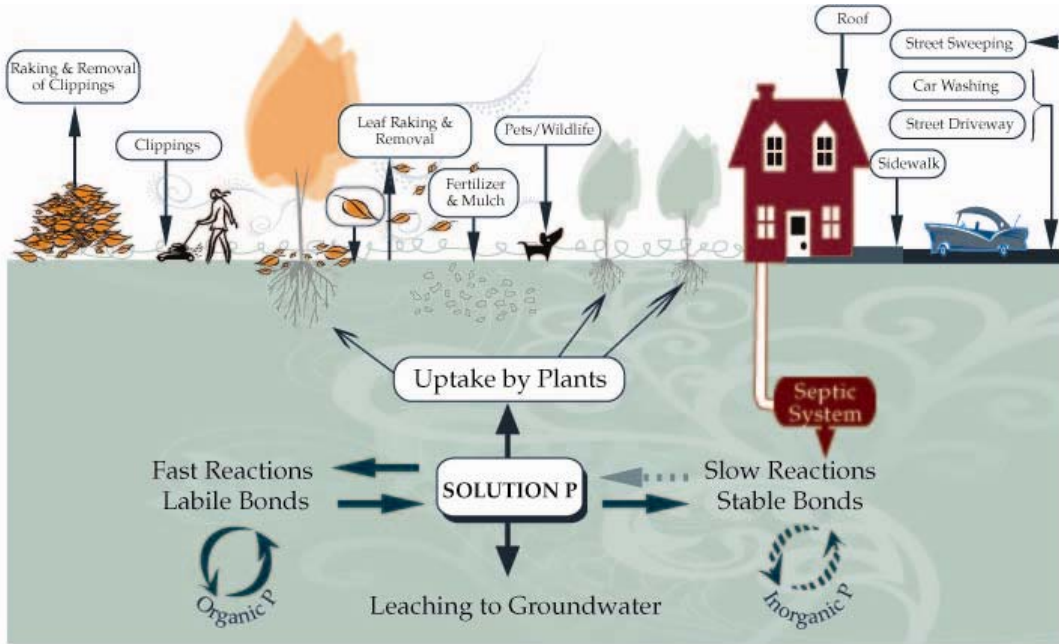 Roof
Street Sweeping
Raking & Removal
of Clippings
Car Washing
Leaf Raking &
Removal
Street Driveway
Clippings
Pets/Wildlife
Sidewalk
Fertilizer
& Mulch
Uptake by Plants
Septic
System
Fast Reactions
Labile Bonds
SOLUTION P
Slow Reactions
Stable Bonds
Organic P
Inorganic P
Leaching to Groundwater